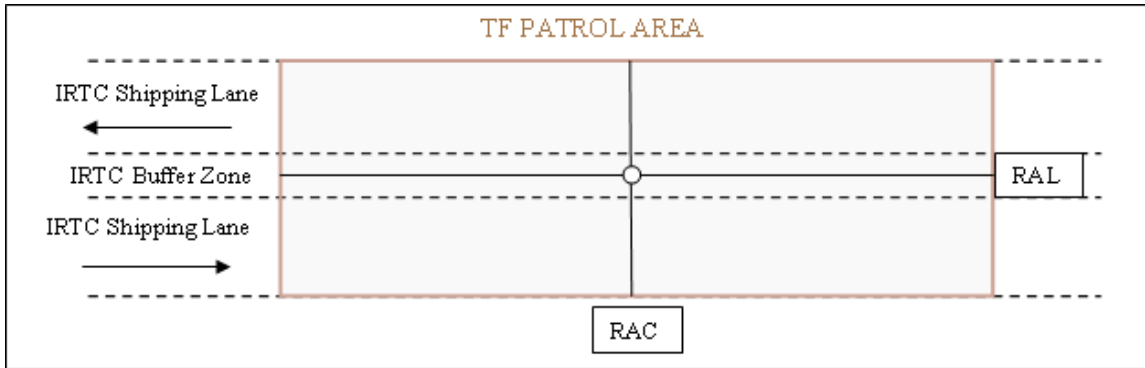 TF PATROL AREA
IRTC Shipping Lane
IRTC Buffer Zone
RAL
IRTC Shipping Lane
RAC